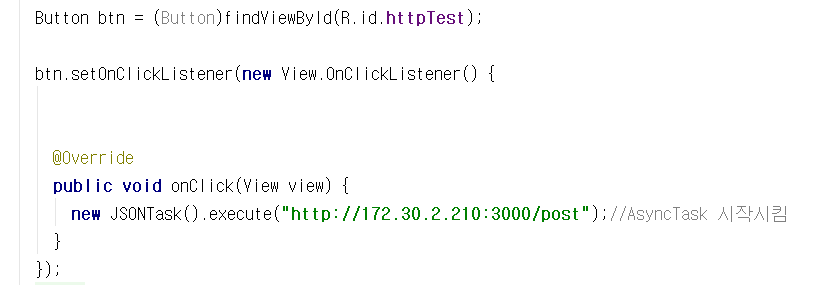 Button btn = (Button)findViewById(R.id.httpTest);
btn.setOnClickListener(new View.OnClickListener() {
@Override
public void onClick(View view) {
new JSONTask().execute("http://172.30.2.210:3000/post");//AsyncTask 시작시킴
}
});